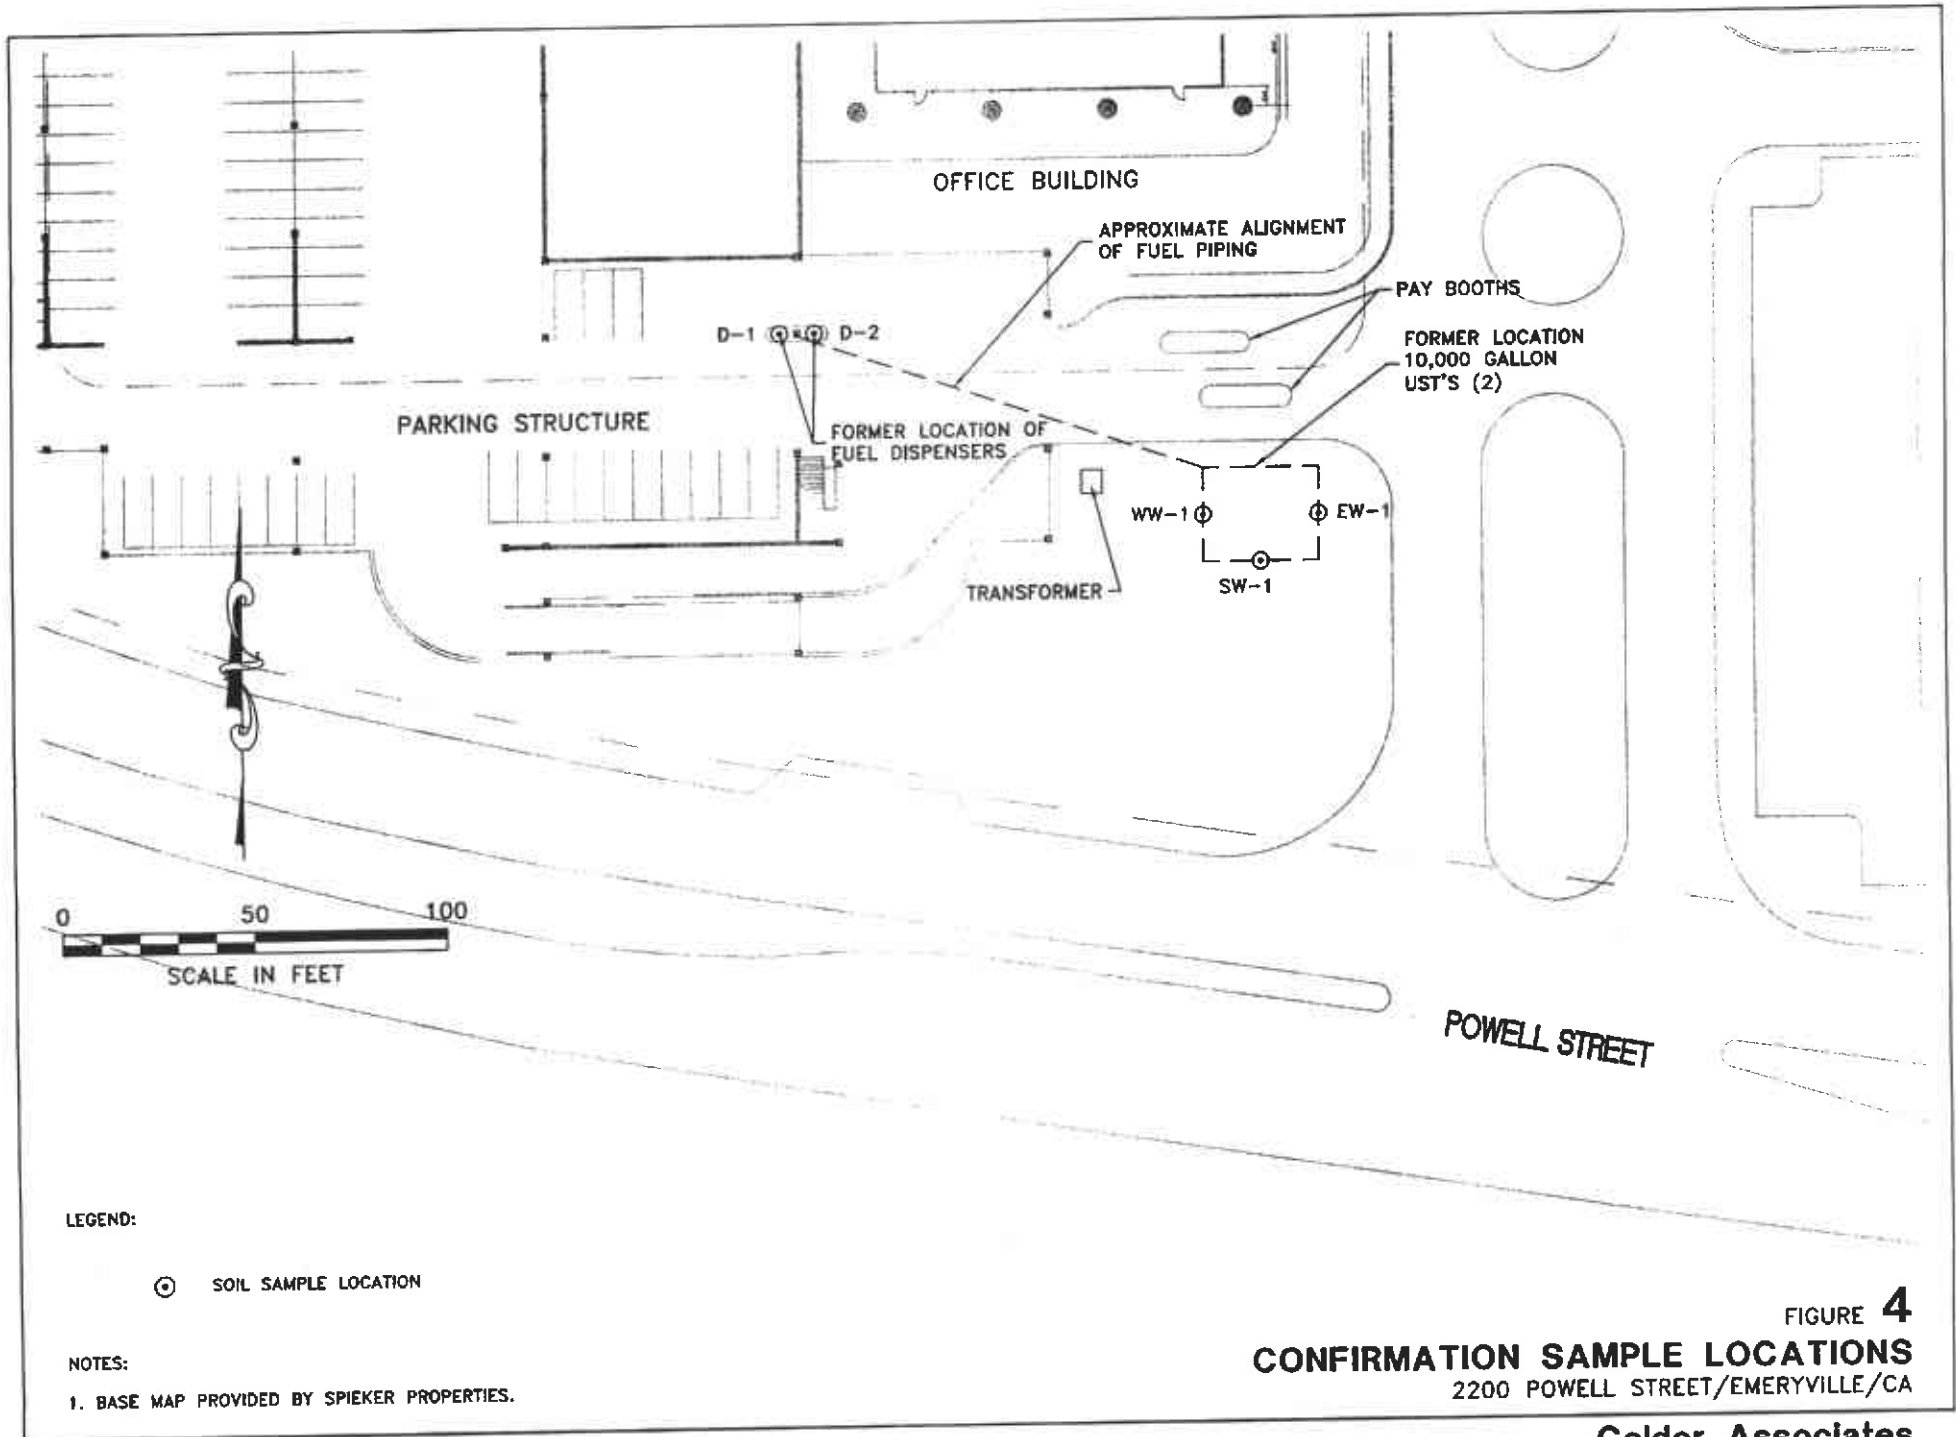 OFFICE BUILDING
APPROXIMATE ALIGNMENT
OF FUEL PIPING
PAY BOOTHS
D-1
D-2
FORMER LOCATION
10,000 GALLON
UST'S (2)
PARKING STRUCTURE
FORMER LOCATION OF
FUEL DISPENSERS
WW-1
EW-1
SW-1
TRANSFORMER
0 50 100
SCALE IN FEET
POWELL STREET
LEGEND:
SOIL SAMPLE LOCATION
NOTES:
1. BASE MAP PROVIDED BY SPIEKER PROPERTIES.
FIGURE 4
CONFIRMATION SAMPLE LOCATIONS
2200 POWELL STREET/EMERYVILLE/CA
Golder Associates